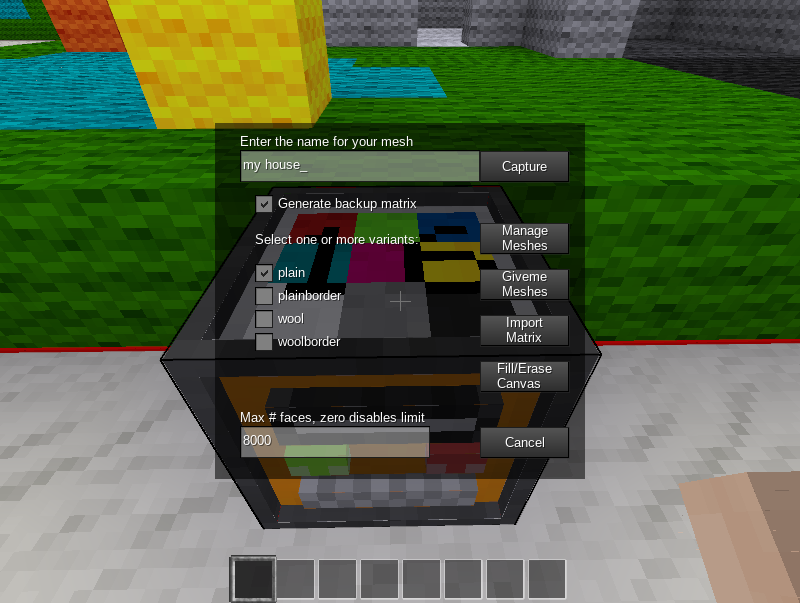 Enter the name for your mesh
my house_
Capture
Generate backup matrix
Select one or more variants:
Manage
Meshes
plain
Giveme
Meshes
plainborder
wool
Import
Matrix
woolborder
Fill/Erase
Canvas
Max # faces, zero disables limit
8000
Cancel